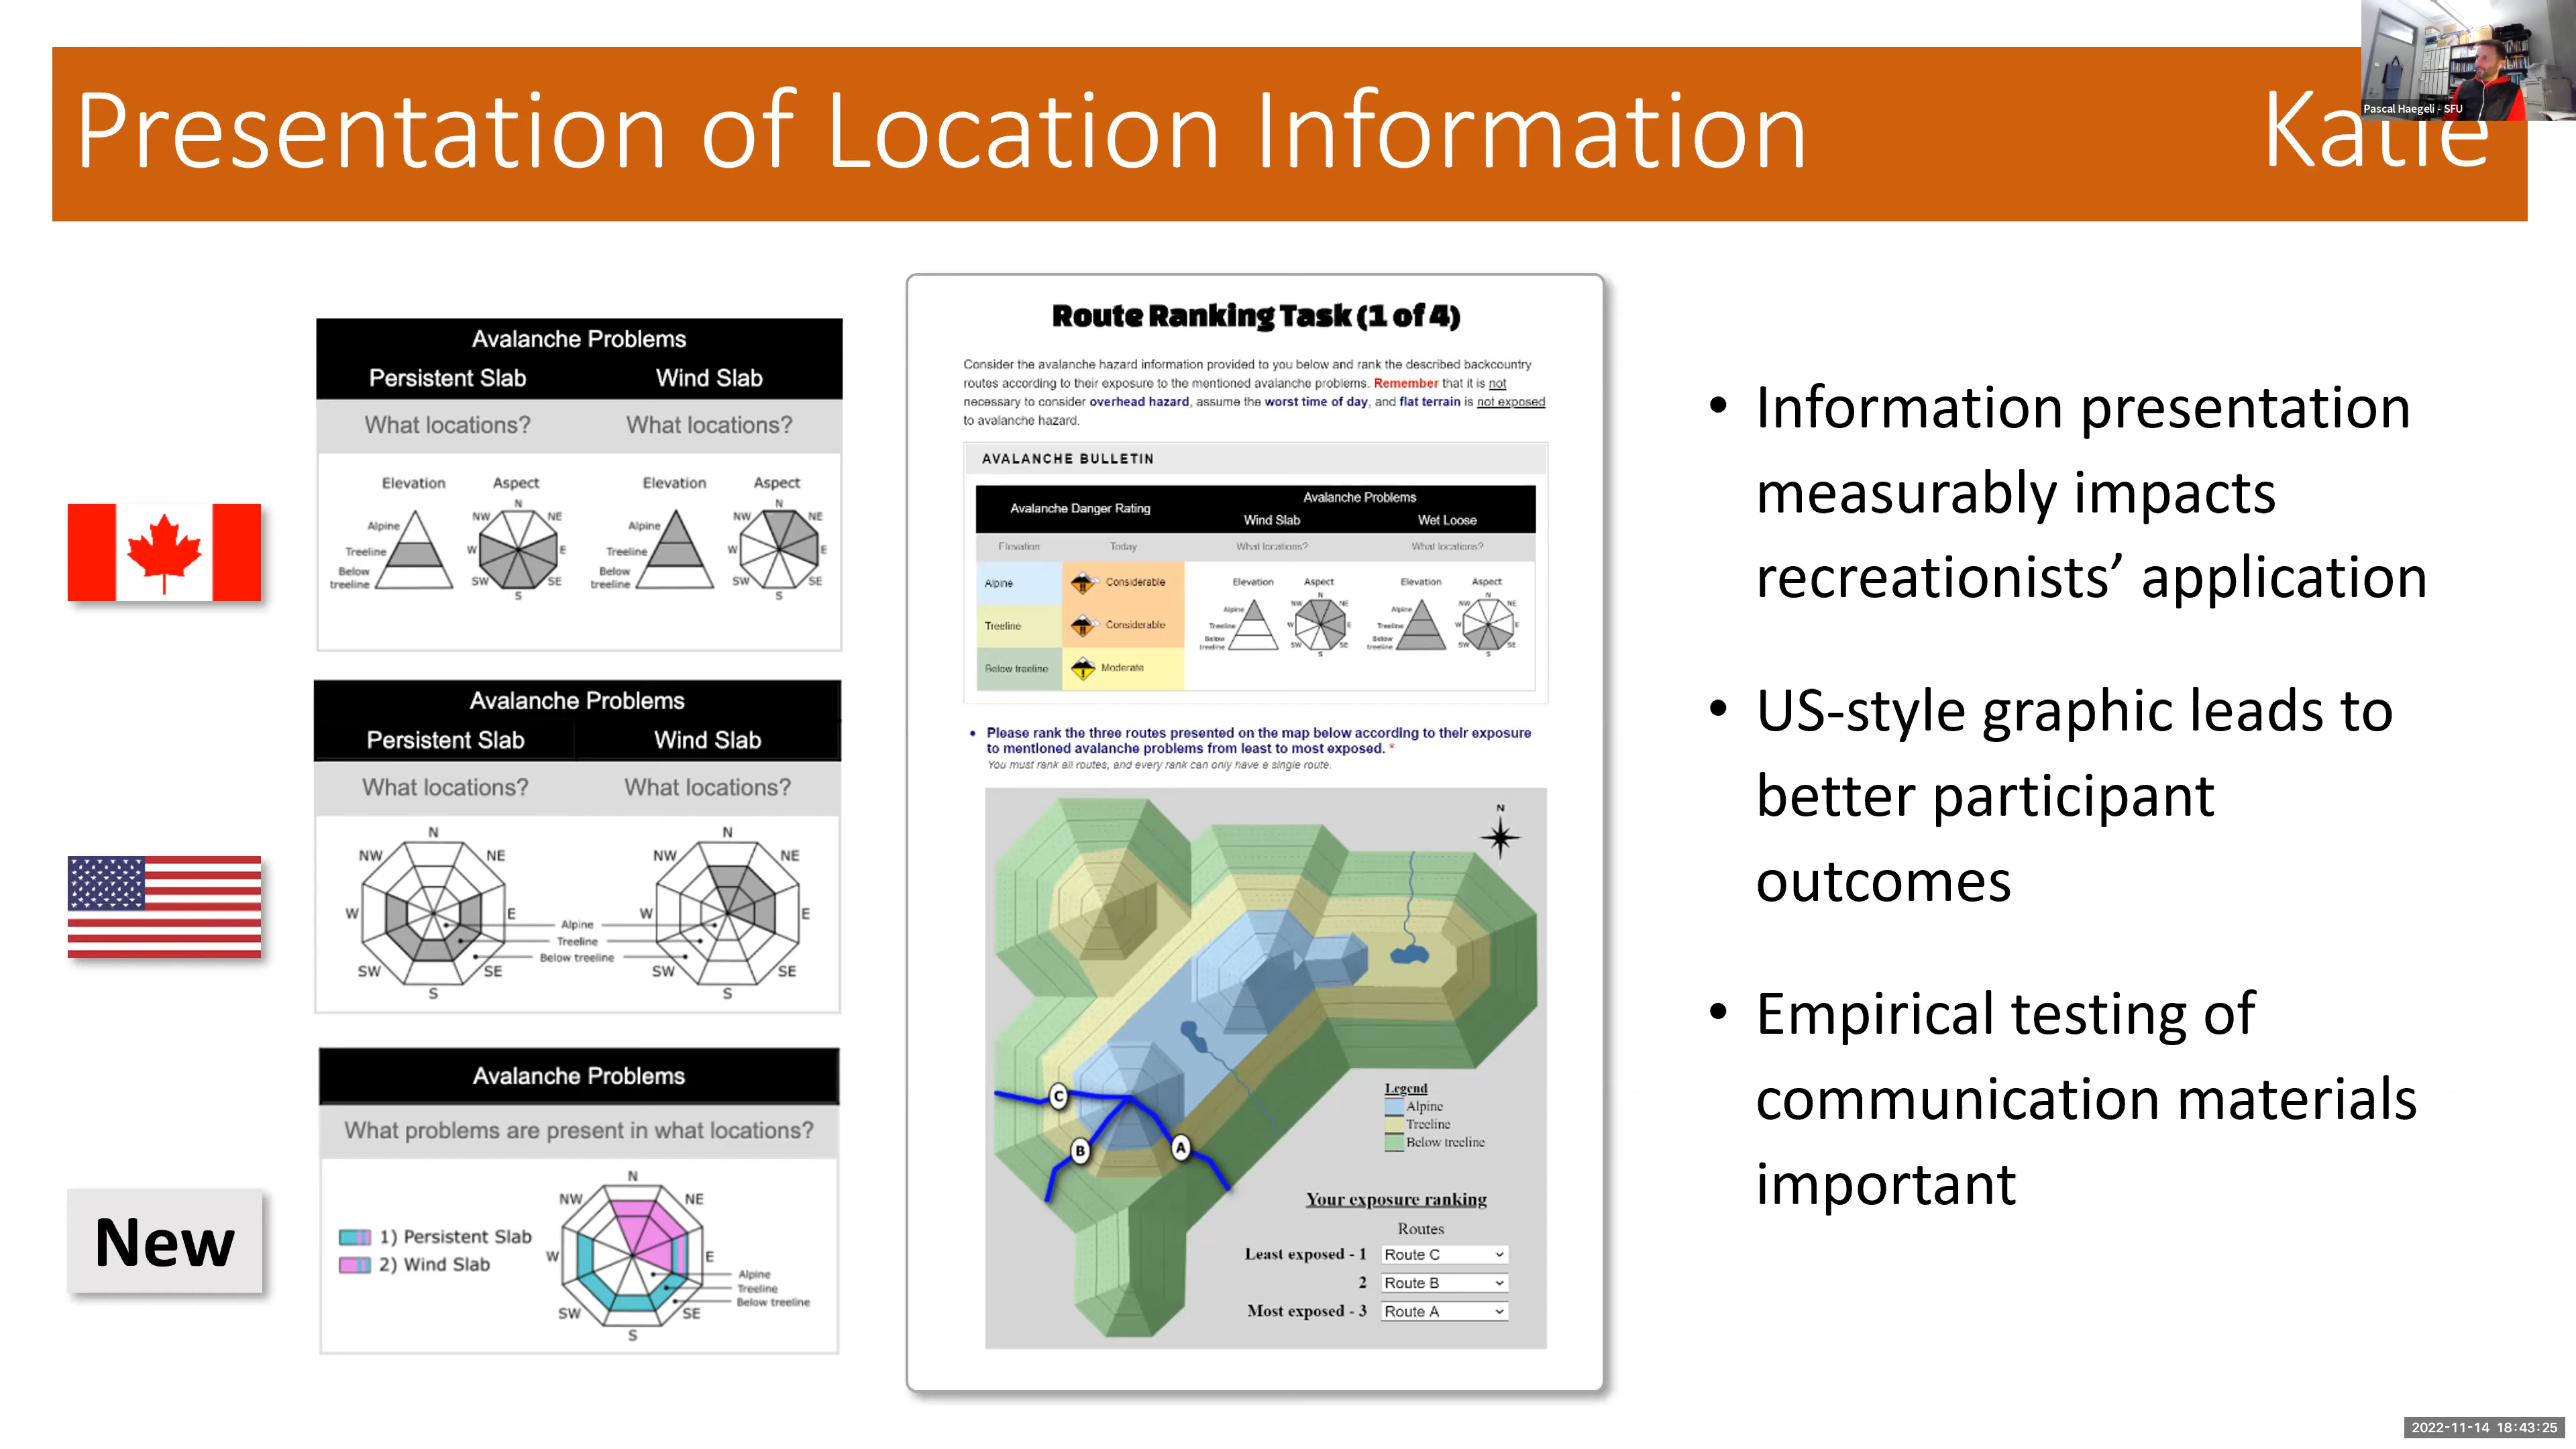 Presentation of Location Information
Katie
Pascal Haegeli - SFU
Avalanche Problems
Persistent Slab Wind Slab
What locations? What locations?
Elevation Aspect Elevation Aspect
Alpine
Treeline
Below
treeline
N
NE
E
SE
S
SW
W
NW
Alpine
Treeline
Below
treeline
N
NE
E
SE
S
SW
W
NW
Avalanche Problems
Persistent Slab Wind Slab
What locations? What locations?
N
NE
E
SE
S
SW
W
NW
Alpine
Treeline
Below treeline
N
NE
E
SE
S
SW
W
NW
New
Avalanche Problems
What problems are present in what locations?
1) Persistent Slab
2) Wind Slab
N
NE
E
SE
S
SW
W
NW
Alpine
Treeline
Below treeline
Route Ranking Task (1 of 4)
Consider the avalanche hazard information provided to you below and rank the described backcountry
routes according to their exposure to the mentioned avalanche problems. Remember that it is not
necessary to consider overhead hazard, assume the worst time of day, and flat terrain is not exposed
to avalanche hazard.
AVALANCHE BULLETIN
Avalanche Danger Rating
Avalanche Problems
Wind Slab Wet Loose
Elevation Today What locations? What locations?
Alpine Considerable
Treeline Considerable
Below treeline Moderate
Elevation Aspect Elevation Aspect
Alpine
Treeline
Below
treeline
N
NE
E
SE
S
SW
W
NW
Alpine
Treeline
Below
treeline
N
NE
E
SE
S
SW
W
NW
• Please rank the three routes presented on the map below according to their exposure
to mentioned avalanche problems from least to most exposed. *
You must rank all routes, and every rank can only have a single route.
N
C
B
A
Legend
Alpine
Treeline
Below treeline
Your exposure ranking
Routes
Least exposed - 1 Route C
2 Route B
Most exposed - 3 Route A
• Information presentation
measurably impacts
recreationists’ application
• US-style graphic leads to
better participant
outcomes
• Empirical testing of
communication materials
important
2022-11-14 18:43:25